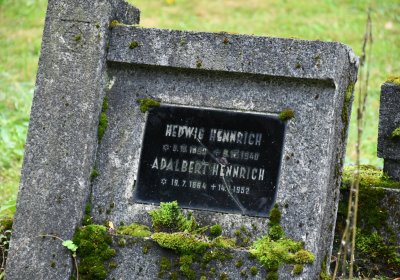 HEDWIG HENNRICH
ADALBERT HENNRICH
* 19.7.1884 + 14.1.1952